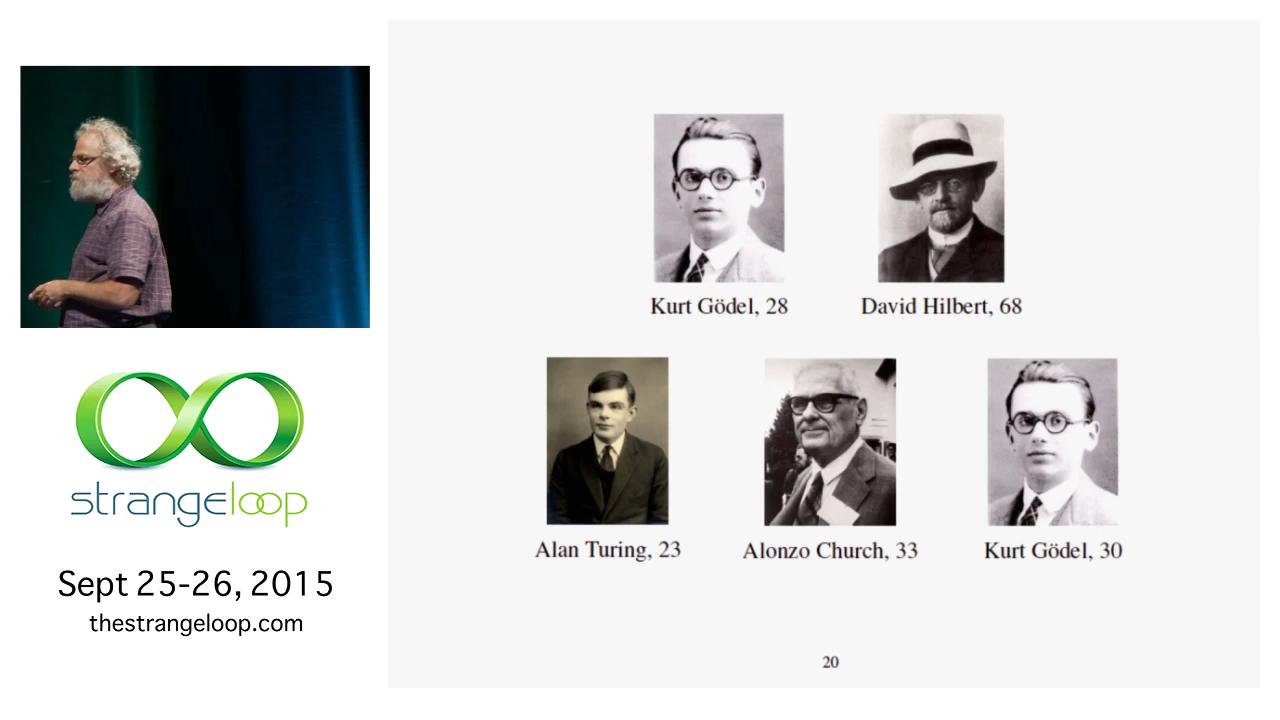 strangeloop
Sept 25-26, 2015
thestrangeloop.com
Kurt Gödel, 28
David Hilbert, 68
Alan Turing, 23
Alonzo Church, 33
Kurt Gödel, 30
20